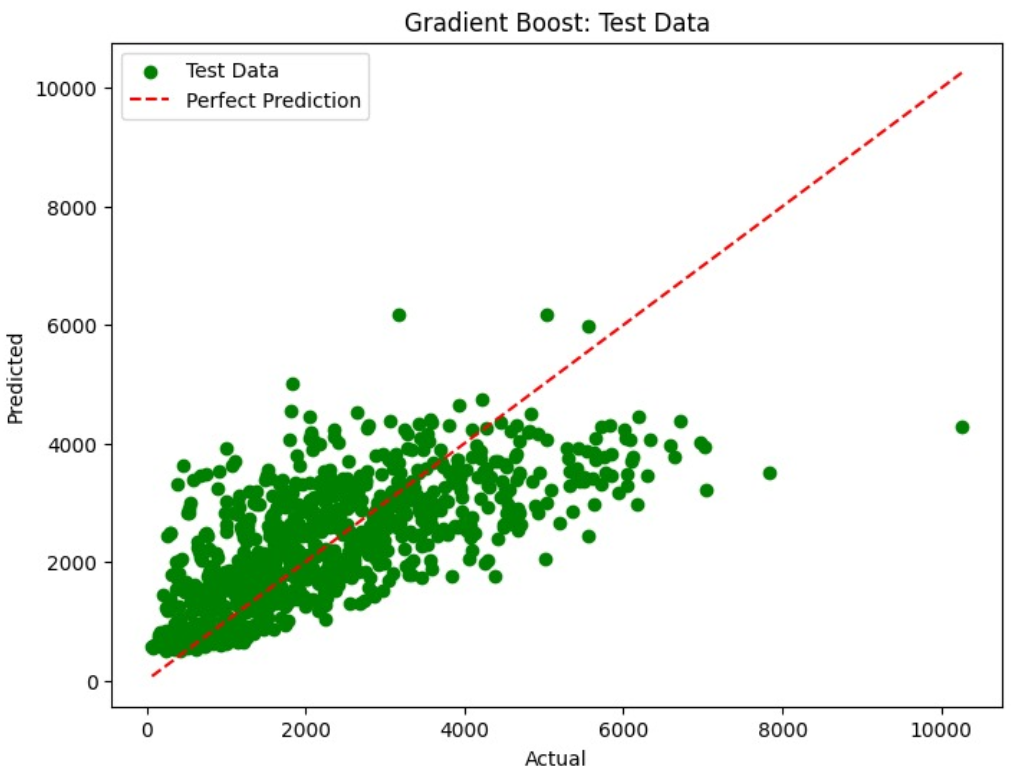 Gradient Boost: Test Data
Test Data
Perfect Prediction
10000
8000
6000
4000
2000
0
Predicted
0 2000 4000 6000 8000 10000
Actual